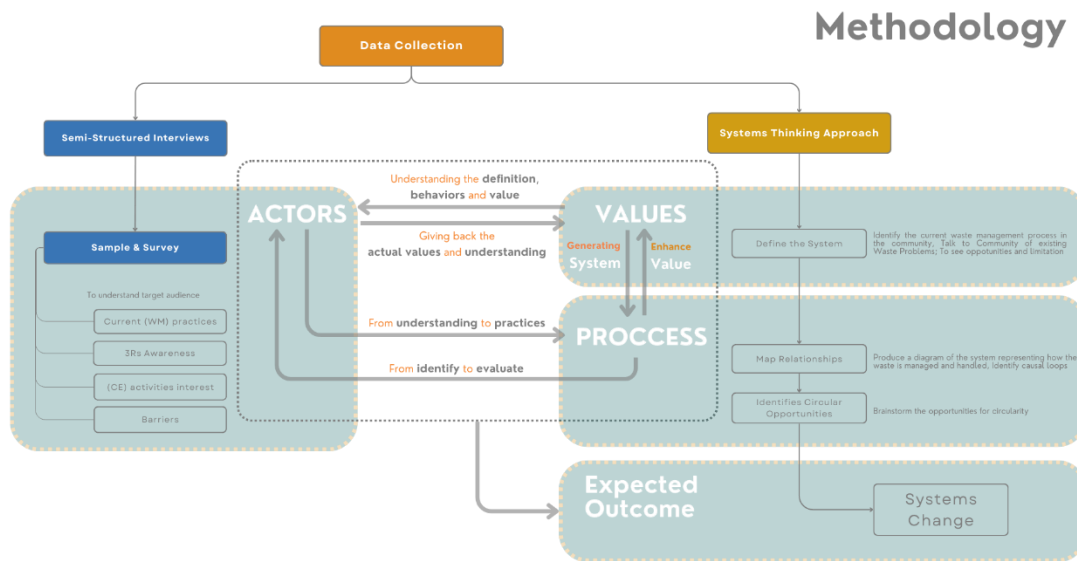 Methodology
Data Collection
Semi-Structured Interviews
Systems Thinking Approach
Sample & Survey
To understand target audience
Current (WM) practices
3Rs Awareness
(CE) activities interest
Barriers
ACTORS
Understanding the definition,
behaviors and value
Giving back the
actual values and understanding
From understanding to practices
From identify to evaluate
VALUES
Generating
System
Enhance
Value
PROCCESS
Define the System
Identify the current waste management process in
the community, Talk to Community of existing
Waste Problems; To see oppotunities and limitation
Map Relationships
Produce a diagram of the system representing how the
waste is managed and handled, Identify causal loops
Identifies Circular
Opportunities
Brainstorm the opportunities for circularity
Expected
Outcome
Systems
Change